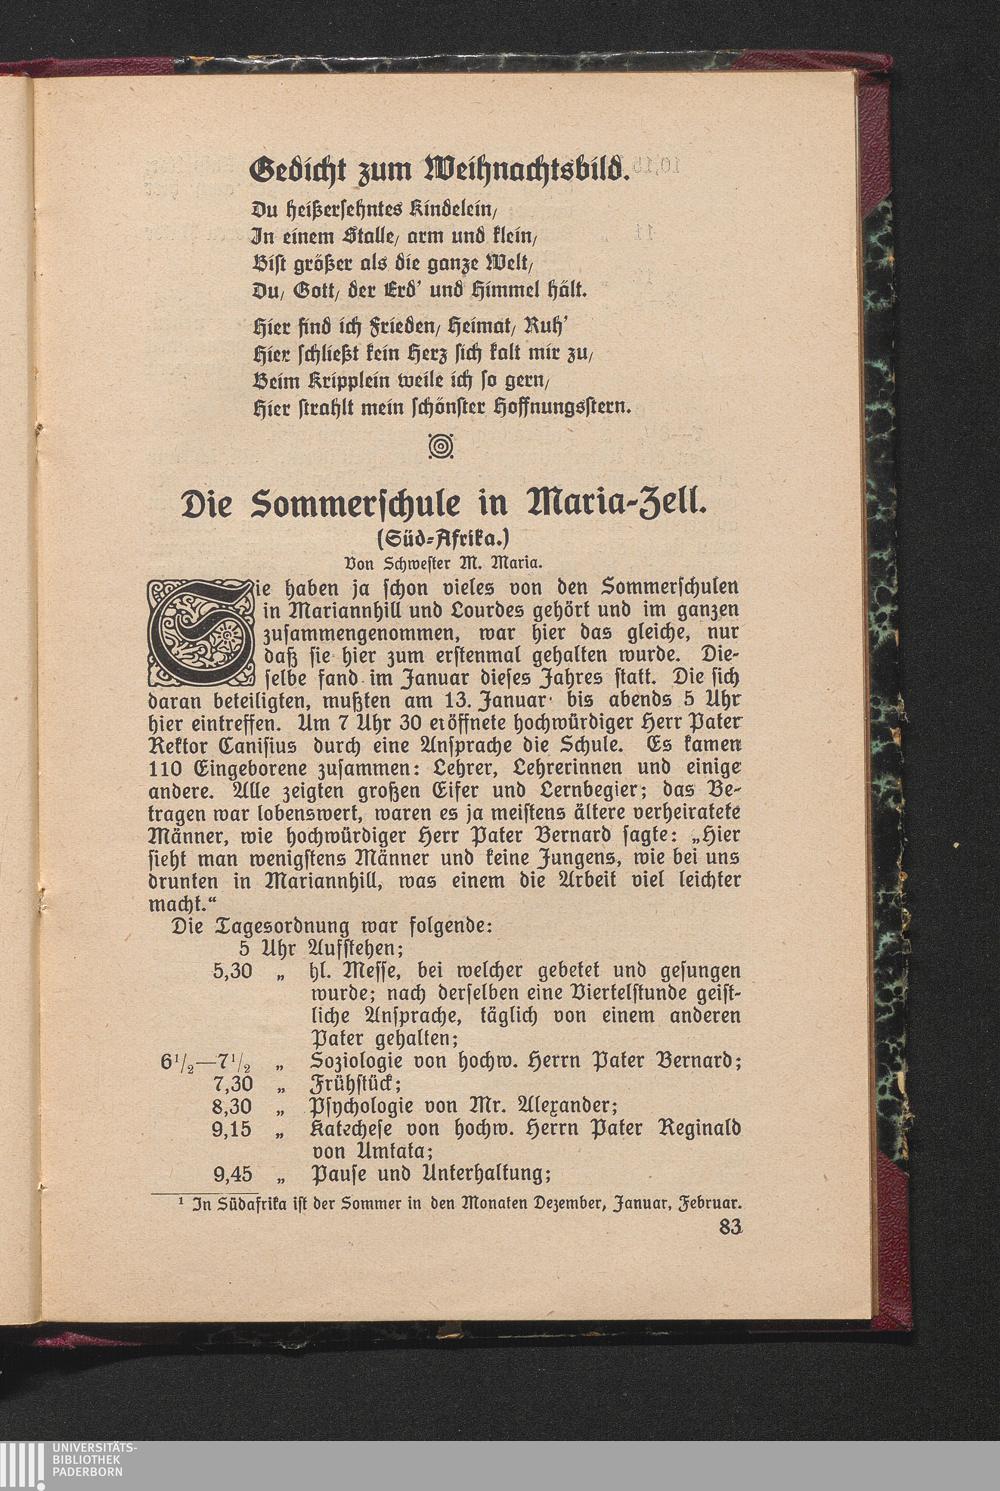 Gedicht zum Weihnachtsbild.
Du heißersehntes Kindelein,
In einem Stalle, arm und klein,
Bist größer als die ganze Welt,
Du, Gott, der Erd' und Himmel hält.
Hier find ich Frieden, Heimat, Ruh'
Hier schließt kein Herz sich kalt mir zu,
Beim Kripplein weile ich so gern,
Hier strahlt mein schönster Hoffnungsstern.
Die Sommerschule in Maria-Zell.
(Süd-Afrika.)
Von Schwester M. Maria.
Sie haben ja schon vieles von den Sommerschulen
in Mariannhill und Lourdes gehört und im ganzen
zusammengenommen, war hier das gleiche, nur
daß sie hier zum erstenmal gehalten wurde. Die-
selbe fand im Januar dieses Jahres statt. Die sich
daran beteiligten, mußten am 13. Januar bis abends 5 Uhr
hier eintreffen. Um 7 Uhr 30 eröffnete hochwürdiger Herr Pater
Rektor Canisius durch eine Ansprache die Schule. Es kamen
110 Eingeborene zusammen: Lehrer, Lehrerinnen und einige
andere. Alle zeigten großen Eifer und Lernbegier; das Be-
tragen war lobenswert, waren es ja meistens ältere verheiratete
Männer, wie hochwürdiger Herr Pater Bernard sagte: „Hier
sieht man wenigstens Männer und keine Jungens, wie bei uns
drunten in Mariannhill, was einem die Arbeit viel leichter
macht.“
Die Tagesordnung war folgende:
5 Uhr Aufstehen;
5,30 „ hl. Messe, bei welcher gebetet und gesungen
wurde; nach derselben eine Viertelstunde geist-
liche Ansprache, täglich von einem anderen
Pater gehalten;
6¹/₂—7¹/₂ „ Soziologie von hochw. Herrn Pater Bernard;
7,30 „ Frühstück;
8,30 „ Psychologie von Mr. Alexander;
9,15 „ Katechese von hochw. Herrn Pater Reginald
von Umtata;
9,45 „ Pause und Unterhaltung;
¹ In Südafrika ist der Sommer in den Monaten Dezember, Januar, Februar.
83
UNIVERSITÄTS-
BIBLIOTHEK
PADERBORN